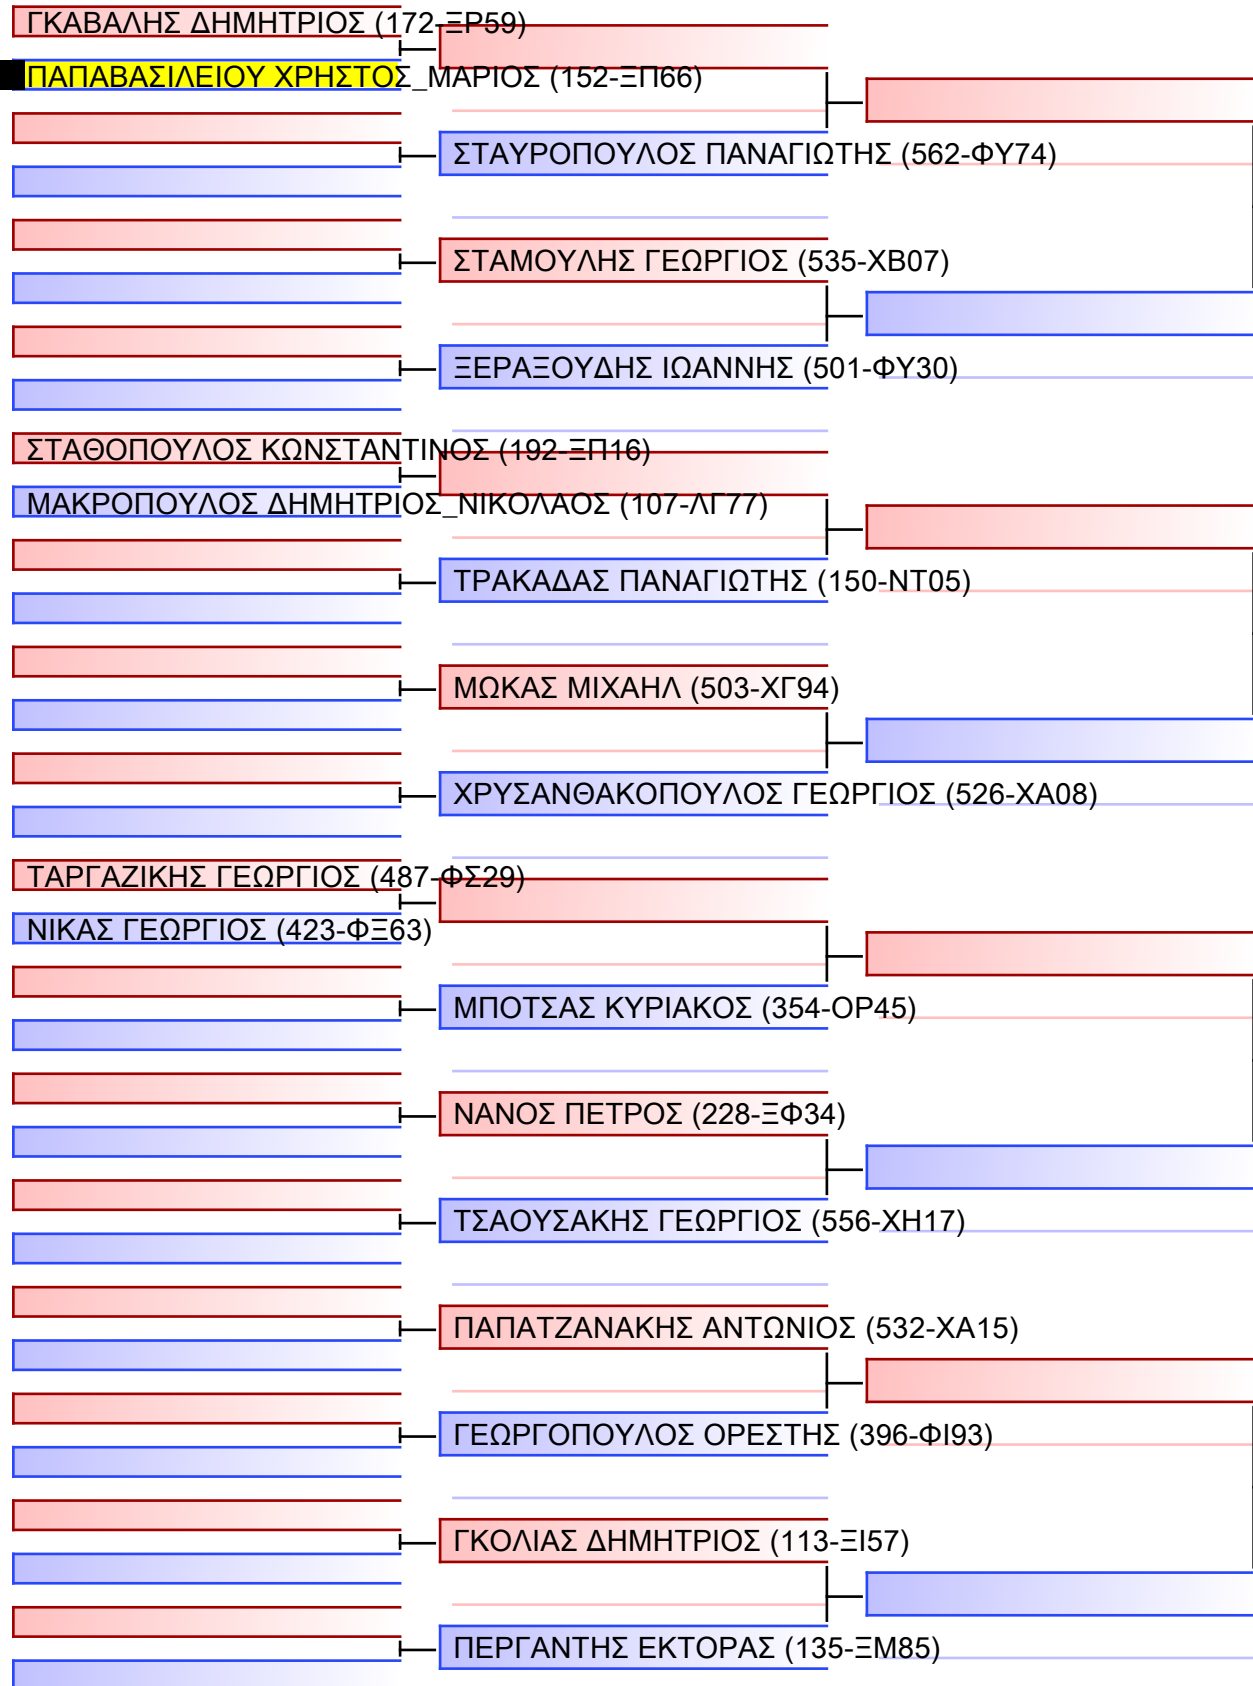 ΓΚΑΒΑΛΗΣ ΔΗΜΗΤΡΙΟΣ (172-ΞΡ59)
ΠΑΠΑΒΑΣΙΛΕΙΟΥ ΧΡΗΣΤΟΣ_ΜΑΡΙΟΣ (152-ΞΠ66)
ΣΤΑΥΡΟΠΟΥΛΟΣ ΠΑΝΑΓΙΩΤΗΣ (562-ΦΥ74)
ΣΤΑΜΟΥΛΗΣ ΓΕΩΡΓΙΟΣ (535-ΧΒ07)
ΞΕΡΑΞΟΥΔΗΣ ΙΩΑΝΝΗΣ (501-ΦΥ30)
ΣΤΑΘΟΠΟΥΛΟΣ ΚΩΝΣΤΑΝΤΙΝΟΣ (192-ΞΠ16)
ΜΑΚΡΟΠΟΥΛΟΣ ΔΗΜΗΤΡΙΟΣ_ΝΙΚΟΛΑΟΣ (107-ΛΓ77)
ΤΡΑΚΑΔΑΣ ΠΑΝΑΓΙΩΤΗΣ (150-ΝΤ05)
ΜΩΚΑΣ ΜΙΧΑΗΛ (503-ΧΓ94)
ΧΡΥΣΑΝΘΑΚΟΠΟΥΛΟΣ ΓΕΩΡΓΙΟΣ (526-ΧΑ08)
ΤΑΡΓΑΖΙΚΗΣ ΓΕΩΡΓΙΟΣ (487-ΦΣ29)
ΝΙΚΑΣ ΓΕΩΡΓΙΟΣ (423-ΦΞ63)
ΜΠΟΤΣΑΣ ΚΥΡΙΑΚΟΣ (354-ΟΡ45)
ΝΑΝΟΣ ΠΕΤΡΟΣ (228-ΞΦ34)
ΤΣΑΟΥΣΑΚΗΣ ΓΕΩΡΓΙΟΣ (556-ΧΗ17)
ΠΑΠΑΤΖΑΝΑΚΗΣ ΑΝΤΩΝΙΟΣ (532-ΧΑ15)
ΓΕΩΡΓΟΠΟΥΛΟΣ ΟΡΕΣΤΗΣ (396-ΦΙ93)
ΓΚΟΛΙΑΣ ΔΗΜΗΤΡΙΟΣ (113-ΞΙ57)
ΠΕΡΓΑΝΤΗΣ ΕΚΤΟΡΑΣ (135-ΞΜ85)